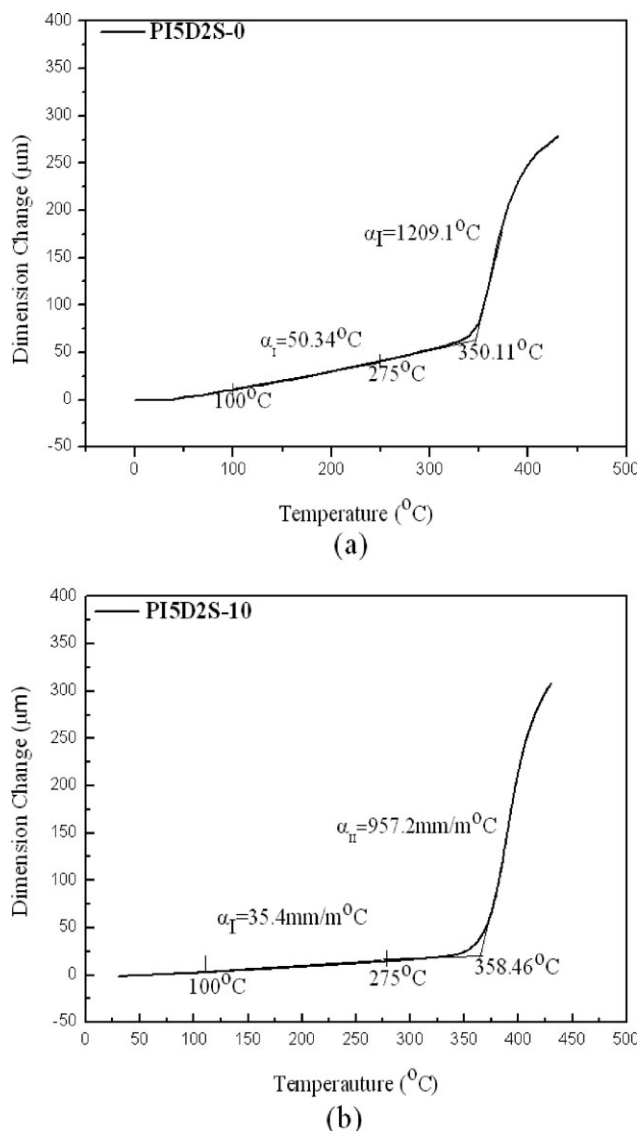 PI5D2S-0
400
350
300
250
200
150
100
50
0
-50
Dimension Change (μm)
αI=1209.1°C
αI=50.34°C
350.11°C
275°C
100°C
0 100 200 300 400 500
Temperature (°C)
(a)
PI5D2S-10
400
350
300
250
200
150
100
50
0
-50
Dimension Change (μm)
αII=957.2mm/m°C
αI=35.4mm/m°C
100°C
275°C
358.46°C
0 50 100 150 200 250 300 350 400 450 500
Temperauture (°C)
(b)